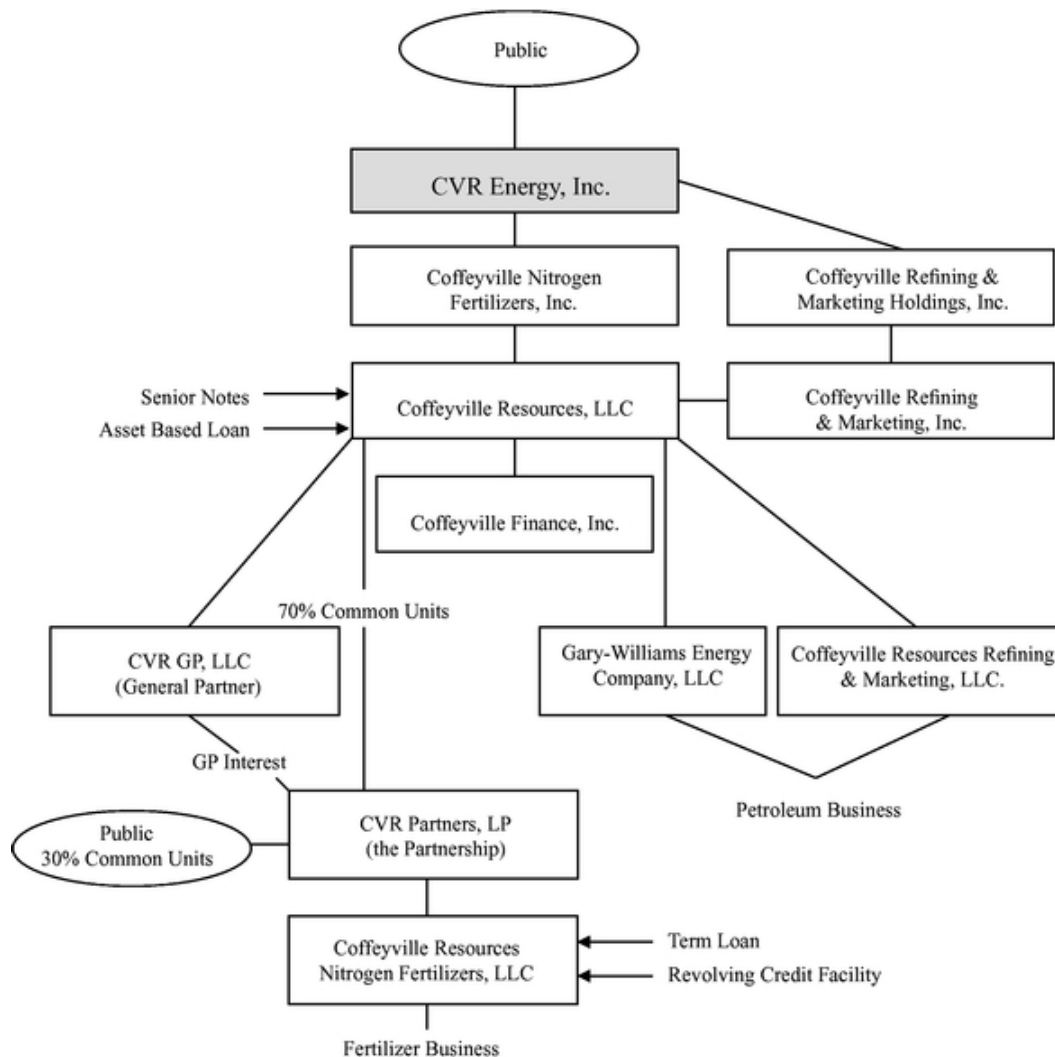 Public
CVR Energy, Inc.
Coffeyville Nitrogen
Fertilizers, Inc.
Coffeyville Refining &
Marketing Holdings, Inc.
Senior Notes
Asset Based Loan
Coffeyville Resources, LLC
Coffeyville Refining
& Marketing, Inc.
Coffeyville Finance, Inc.
70% Common Units
CVR GP, LLC
(General Partner)
Gary-Williams Energy
Company, LLC
Coffeyville Resources Refining
& Marketing, LLC.
GP Interest
Petroleum Business
Public
30% Common Units
CVR Partners, LP
(the Partnership)
Coffeyville Resources
Nitrogen Fertilizers, LLC
Term Loan
Revolving Credit Facility
Fertilizer Business